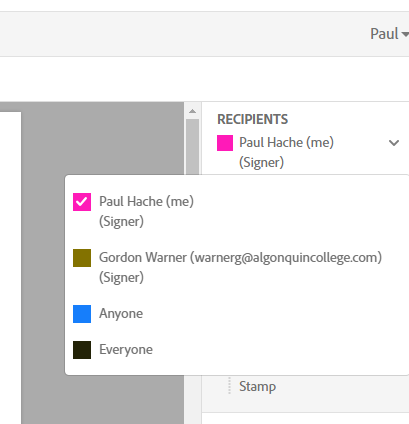 Paul
RECIPIENTS
Paul Hache (me)
(Signer)
Paul Hache (me)
(Signer)
Gordon Warner (warnerg@algonquincollege.com)
(Signer)
Anyone
Everyone
Stamp